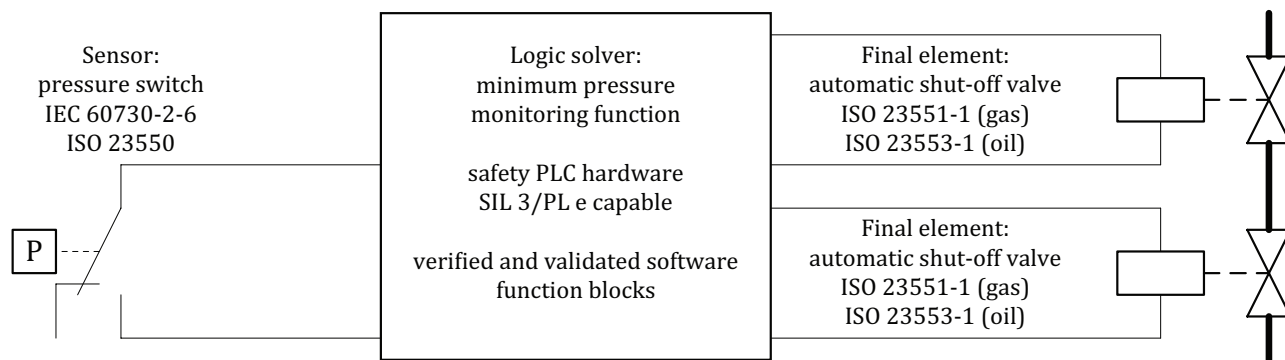 Sensor:
pressure switch
IEC 60730-2-6
ISO 23550
P
Logic solver:
minimum pressure
monitoring function
safety PLC hardware
SIL 3/PL e capable
verified and validated software
function blocks
Final element:
automatic shut-off valve
ISO 23551-1 (gas)
ISO 23553-1 (oil)
Final element:
automatic shut-off valve
ISO 23551-1 (gas)
ISO 23553-1 (oil)